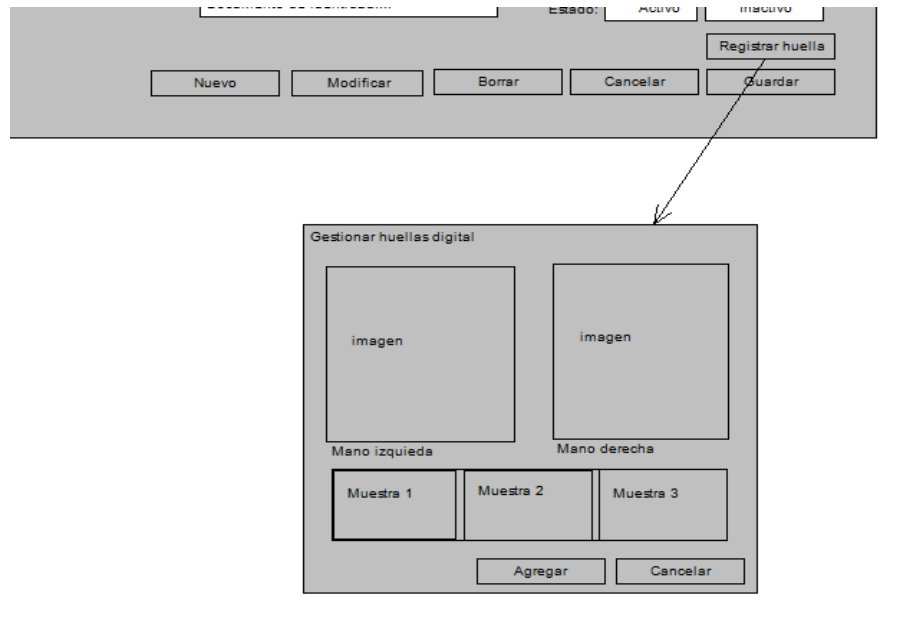 Estado: Activo Inactivo
Registrar huella
Nuevo Modificar Borrar Cancelar Guardar
Gestionar huellas digital
imagen imagen
Mano izquieda Mano derecha
Muestra 1 Muestra 2 Muestra 3
Agregar Cancelar